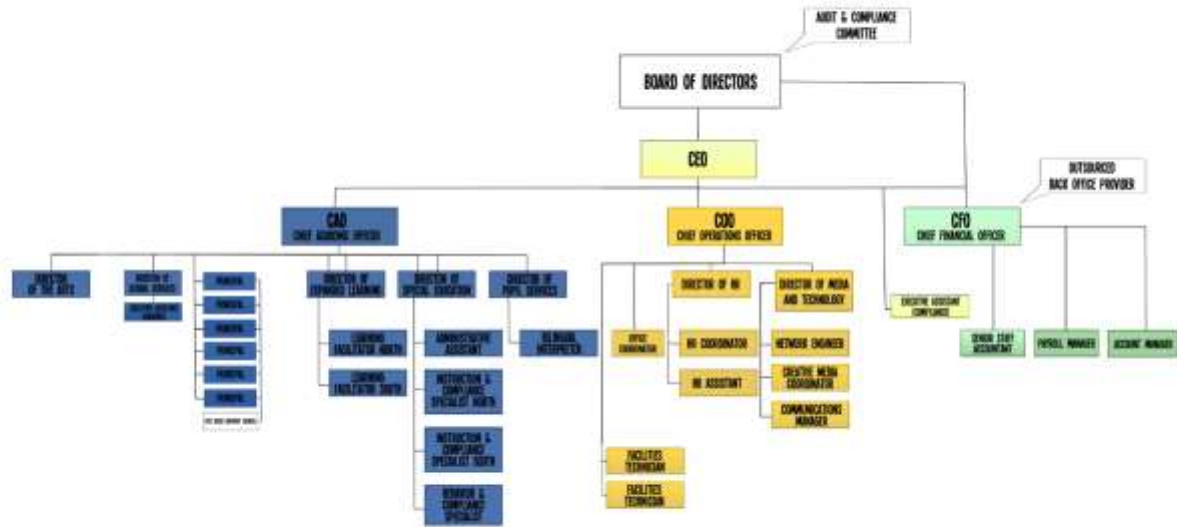 AUDIT & COMPLIANCE
COMMITTEE
BOARD OF DIRECTORS
CEO
OUTSOURCED
BACK OFFICE PROVIDER
CAO
CHIEF ACADEMIC OFFICER
COO
CHIEF OPERATIONS OFFICER
CFO
CHIEF FINANCIAL OFFICER
DIRECTOR
OF THE ARTS
DIRECTOR OF
PRINCIPAL
PRINCIPAL
PRINCIPAL
PRINCIPAL
PRINCIPAL
PRINCIPAL
DIRECTOR OF
EXPANDED LEARNING
LEARNING
FACILITATOR NORTH
LEARNING
FACILITATOR SOUTH
DIRECTOR OF
SPECIAL EDUCATION
ADMINISTRATIVE
ASSISTANT
INSTRUCTION &
COMPLIANCE
SPECIALIST NORTH
INSTRUCTION &
COMPLIANCE
SPECIALIST SOUTH
BEHAVIOR &
COMPLIANCE
SPECIALIST
DIRECTOR OF
PUPIL SERVICES
BILINGUAL
INTERPRETER
OFFICE
COORDINATOR
DIRECTOR OF HR
HR COORDINATOR
HR ASSISTANT
DIRECTOR OF MEDIA
AND TECHNOLOGY
NETWORK ENGINEER
CREATIVE MEDIA
COORDINATOR
COMMUNICATIONS
MANAGER
FACILITIES
TECHNICIAN
FACILITIES
TECHNICIAN
EXECUTIVE ASSISTANT
(COMPLIANCE)
SENIOR STAFF
ACCOUNTANT
PAYROLL MANAGER
ACCOUNT MANAGER